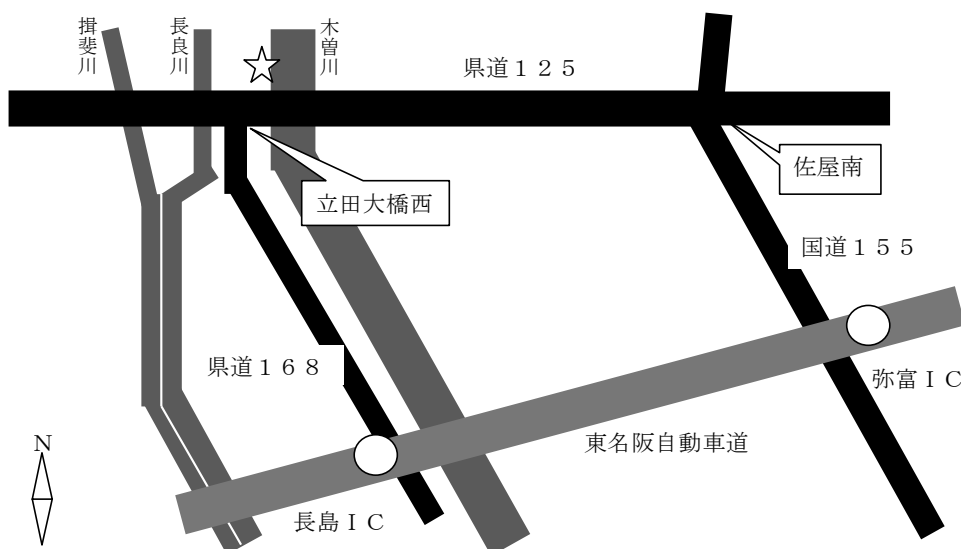 揖斐川
長良川
木曽川
県道１２５
佐屋南
立田大橋西
国道１５５
県道１６８
弥富ＩＣ
東名阪自動車道
N
長島ＩＣ